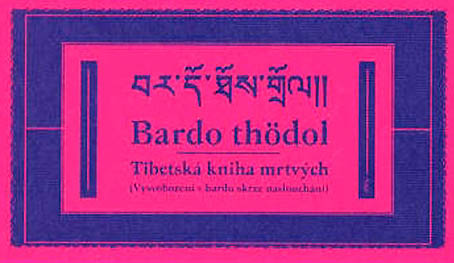 བར་དོ་ཐོས་གྲོལ།།
Bardo thödol
Tibetská kniha mrtvých
(Vysvobození v bardu skrze naslouchání)